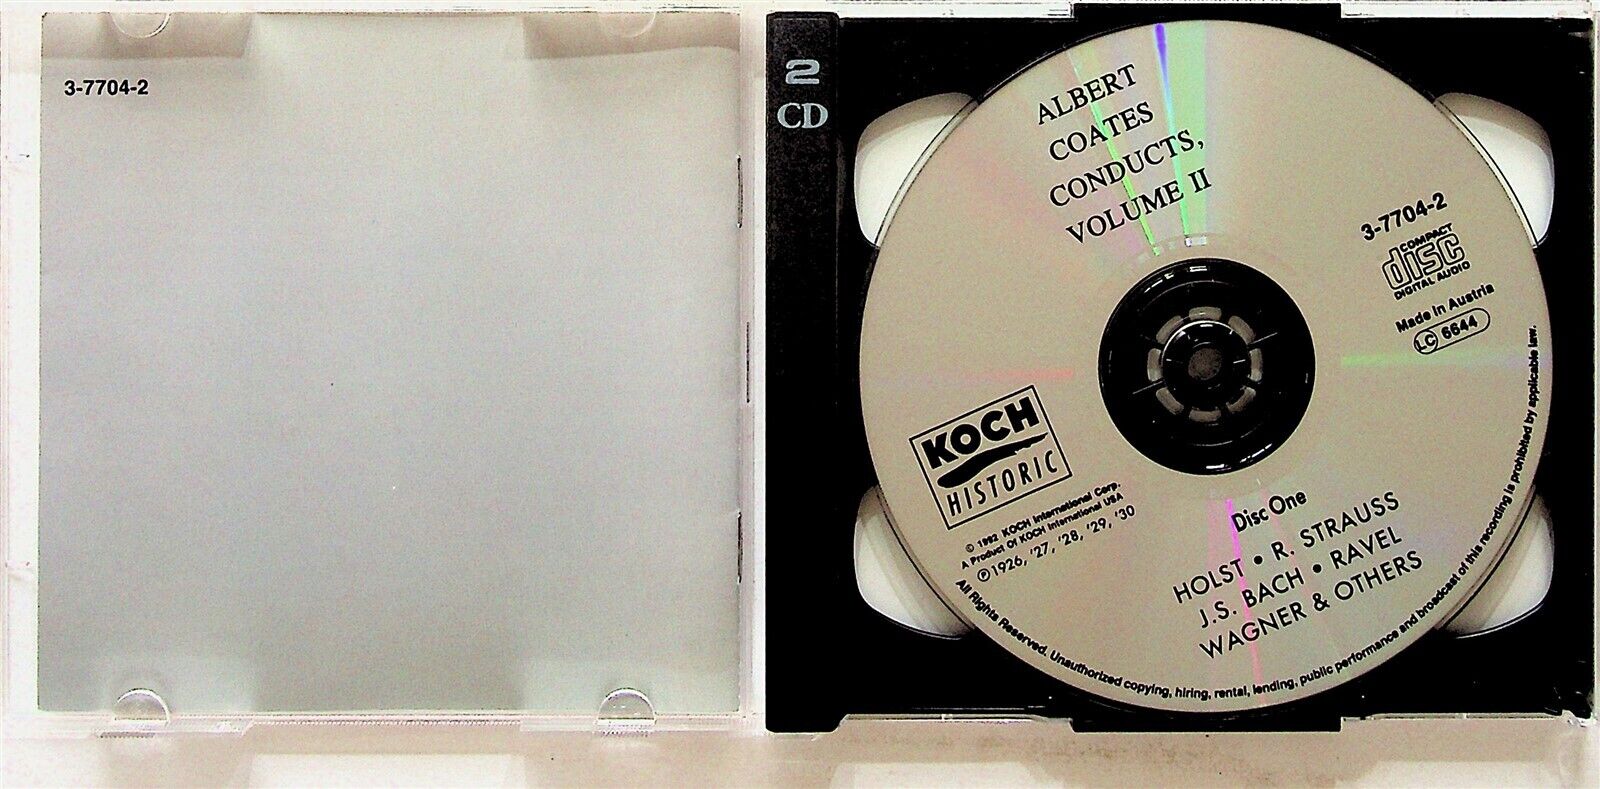 3-7704-2
2
CD
ALBERT
COATES
CONDUCTS,
VOLUME II
3-7704-2
COMPACT
disc
DIGITAL AUDIO
Made in Austria
LC 6644
KOCH
HISTORIC
© 1992 KOCH International Corp.
A Product Of KOCH International USA
℗ 1926, '27, '28, '29, '30
Disc One
HOLST • R. STRAUSS
J.S. BACH • RAVEL
WAGNER & OTHERS
All Rights Reserved. Unauthorized copying, hiring, rental, lending, public performance and broadcast of this recording is prohibited by applicable law.